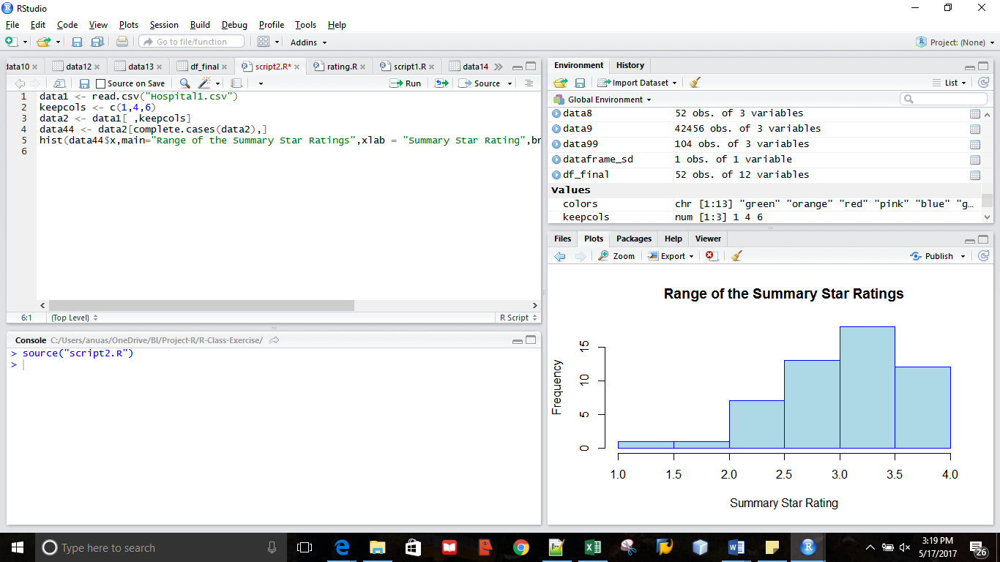 RStudio
File Edit Code View Plots Session Build Debug Profile Tools Help
Go to file/function Addins Project: (None)
data10 data12 data13 df_final script2.R* rating.R script1.R data14
Source on Save Run Source
1 data1 <- read.csv("Hospital1.csv")
2 keepcols <- c(1,4,6)
3 data2 <- data1[ ,keepcols]
4 data44 <- data2[complete.cases(data2),]
5 hist(data44$x,main="Range of the Summary Star Ratings",xlab = "Summary Star Rating",br
6
6:1 (Top Level) R Script
Console C:/Users/anuas/OneDrive/BI/Project-R/R-Class-Exercise/
> source("script2.R")
>
Environment History
Import Dataset List
Global Environment
data8 52 obs. of 3 variables
data9 42456 obs. of 3 variables
data99 104 obs. of 3 variables
dataframe_sd 1 obs. of 1 variable
df_final 52 obs. of 12 variables
Values
colors chr [1:13] "green" "orange" "red" "pink" "blue" "g…
keepcols num [1:3] 1 4 6
Files Plots Packages Help Viewer
Zoom Export Publish
Range of the Summary Star Ratings
Frequency
15
10
5
0
1.0 1.5 2.0 2.5 3.0 3.5 4.0
Summary Star Rating
Type here to search
3:19 PM
5/17/2017
26